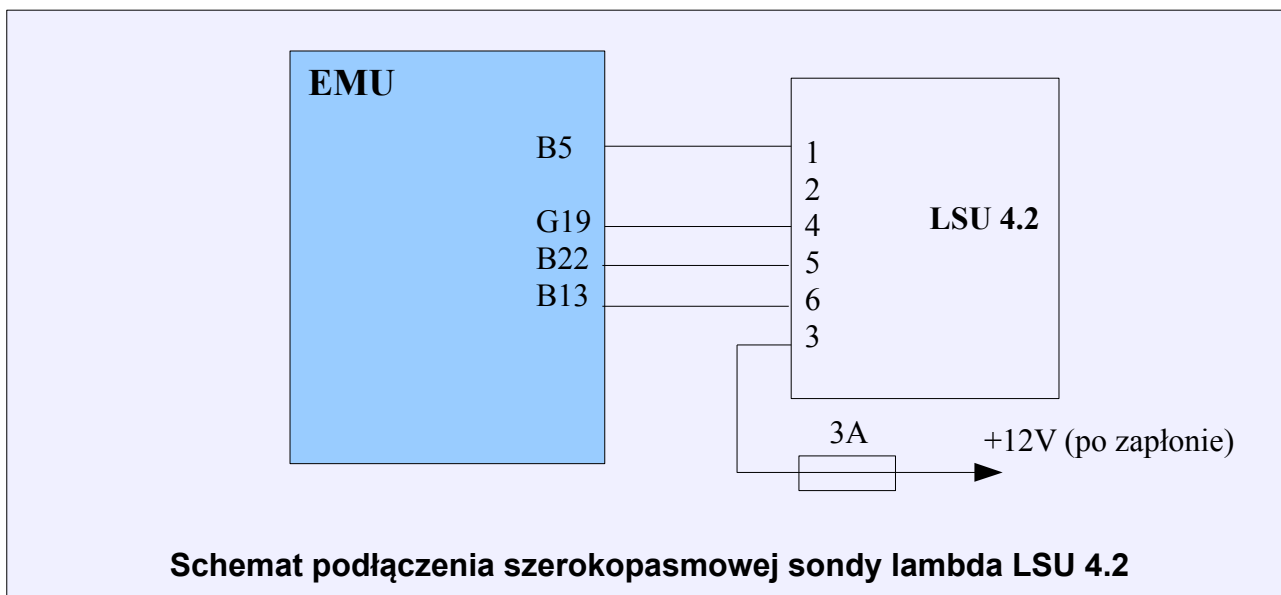 EMU
B5
G19
B22
B13
1
2
4
5
6
3
LSU 4.2
3A
+12V (po zapłonie)
Schemat podłączenia szerokopasmowej sondy lambda LSU 4.2